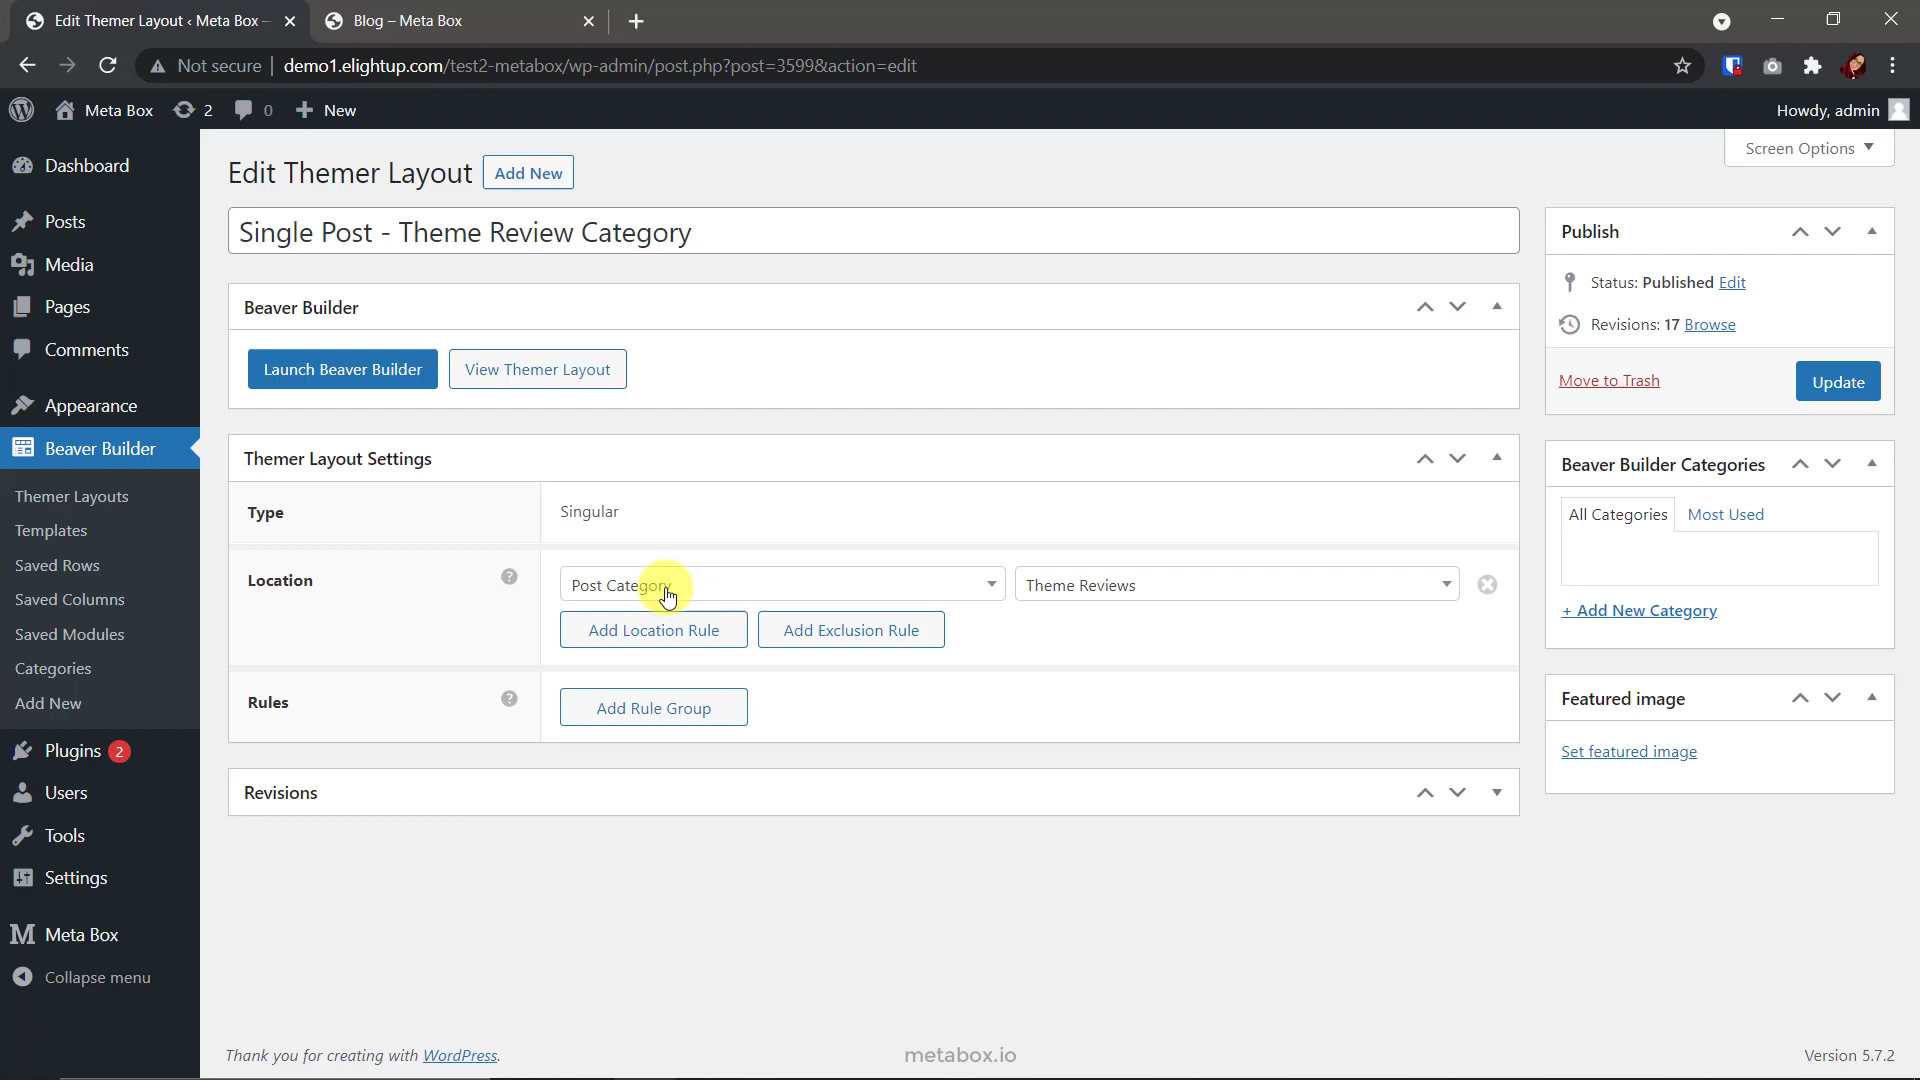 Edit Themer Layout ‹ Meta Box –
Blog – Meta Box
Not secure
demo1.elightup.com/test2-metabox/wp-admin/post.php?post=3599&action=edit
Meta Box
2
0
New
Howdy, admin
Screen Options
Dashboard
Posts
Media
Pages
Comments
Appearance
Beaver Builder
Themer Layouts
Templates
Saved Rows
Saved Columns
Saved Modules
Categories
Add New
Plugins 2
Users
Tools
Settings
Meta Box
Collapse menu
Edit Themer Layout
Add New
Single Post - Theme Review Category
Beaver Builder
Launch Beaver Builder
View Themer Layout
Themer Layout Settings
Type
Singular
Location
Post Category
Theme Reviews
Add Location Rule
Add Exclusion Rule
Rules
Add Rule Group
Revisions
Publish
Status: Published Edit
Revisions: 17 Browse
Move to Trash
Update
Beaver Builder Categories
All Categories
Most Used
+ Add New Category
Featured image
Set featured image
Thank you for creating with WordPress.
metabox.io
Version 5.7.2